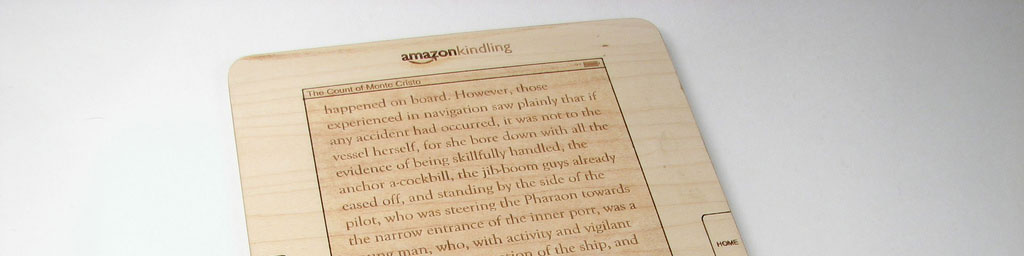 amazonkindling
The Count of Monte Cristo
happened on board. However, those
experienced in navigation saw plainly that if
any accident had occurred, it was not to the
vessel herself, for she bore down with all the
evidence of being skillfully handled, the
anchor a-cockbill, the jib-boom guys already
eased off, and standing by the side of the
pilot, who was steering the Pharaon towards
the narrow entrance of the inner port, was a
man, who, with activity and vigilant
of the ship, and
HOME